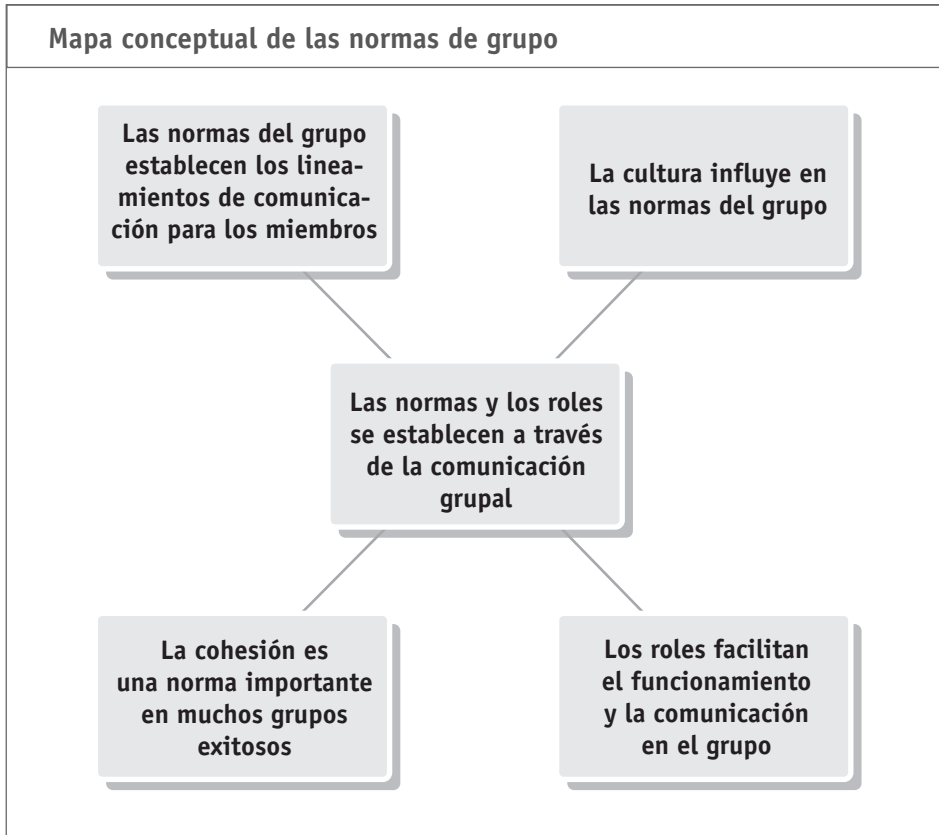 Mapa conceptual de las normas de grupo
Las normas del grupo
establecen los linea-
mientos de comunica-
ción para los miembros
La cultura influye en
las normas del grupo
Las normas y los roles
se establecen a través
de la comunicación
grupal
La cohesión es
una norma importante
en muchos grupos
exitosos
Los roles facilitan
el funcionamiento
y la comunicación
en el grupo